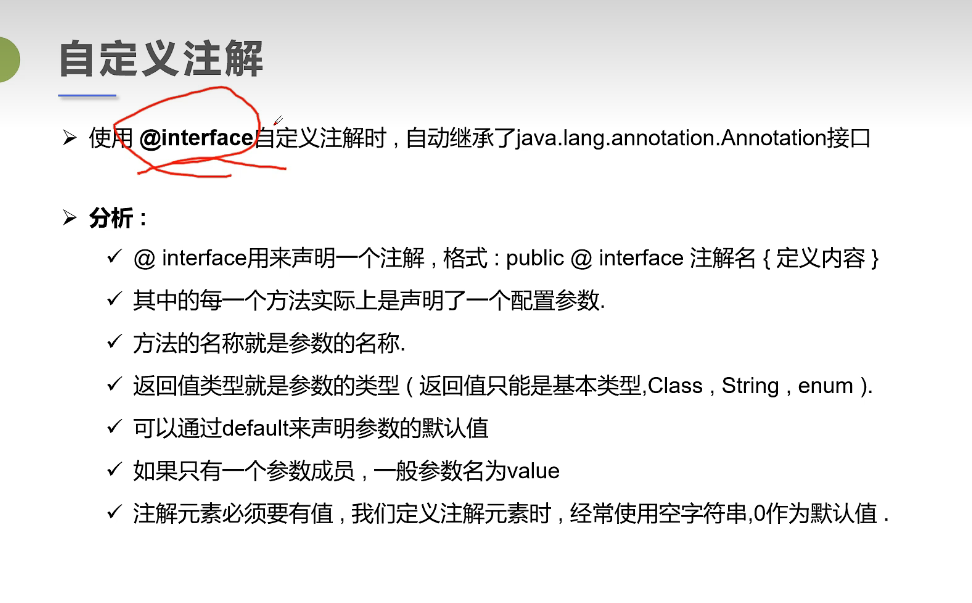 自定义注解
使用 @interface自定义注解时 , 自动继承了java.lang.annotation.Annotation接口
分析 :
@ interface用来声明一个注解 , 格式 : public @ interface 注解名 { 定义内容 }
其中的每一个方法实际上是声明了一个配置参数.
方法的名称就是参数的名称.
返回值类型就是参数的类型 ( 返回值只能是基本类型,Class , String , enum ).
可以通过default来声明参数的默认值
如果只有一个参数成员 , 一般参数名为value
注解元素必须要有值 , 我们定义注解元素时 , 经常使用空字符串,0作为默认值 .